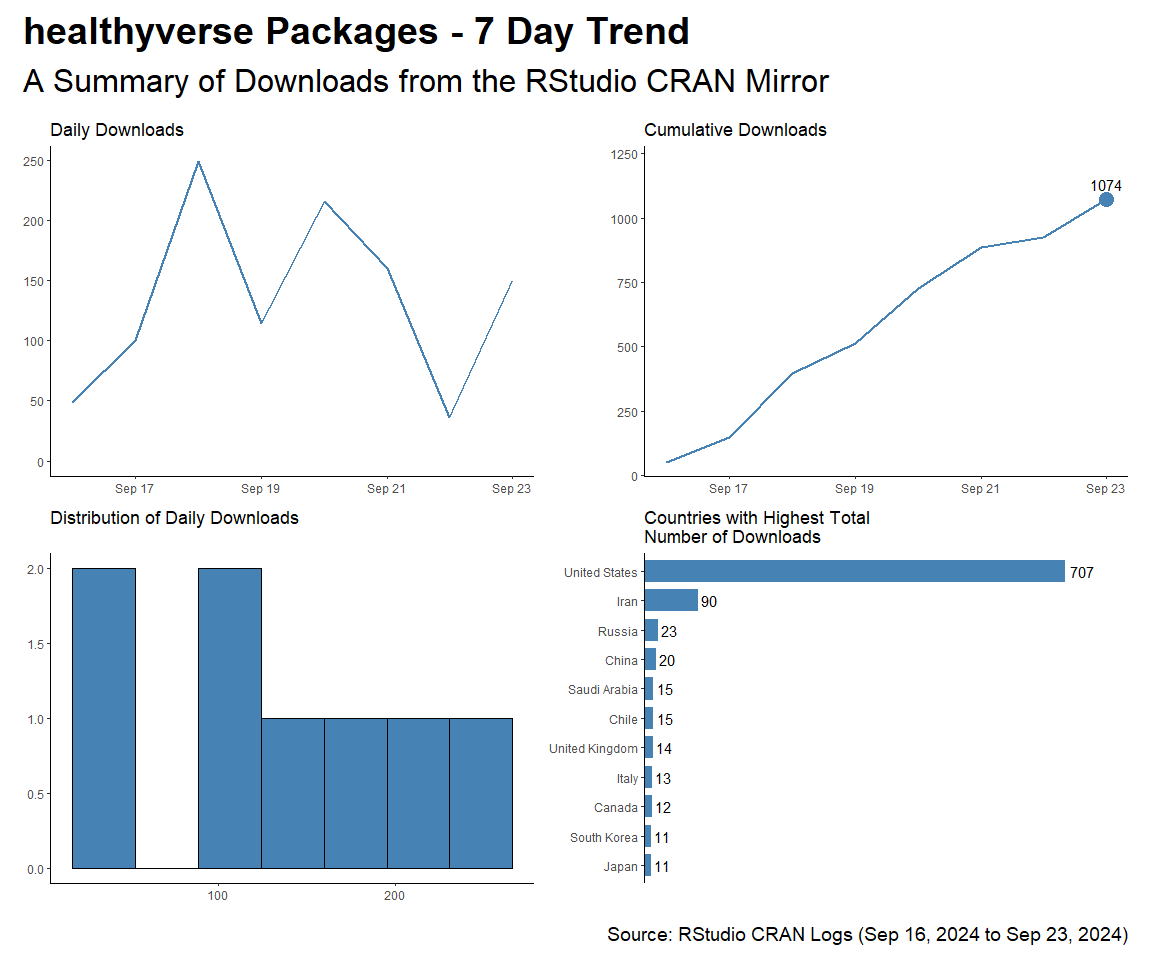 healthyverse Packages - 7 Day Trend
A Summary of Downloads from the RStudio CRAN Mirror
Daily Downloads
250
200
150
100
50
0
Sep 17
Sep 19
Sep 21
Sep 23
Cumulative Downloads
1250
1000
750
500
250
0
1074
Sep 17
Sep 19
Sep 21
Sep 23
Distribution of Daily Downloads
2.0
1.5
1.0
0.5
0.0
100
200
Countries with Highest Total
Number of Downloads
United States 707
Iran 90
Russia 23
China 20
Saudi Arabia 15
Chile 15
United Kingdom 14
Italy 13
Canada 12
South Korea 11
Japan 11
Source: RStudio CRAN Logs (Sep 16, 2024 to Sep 23, 2024)